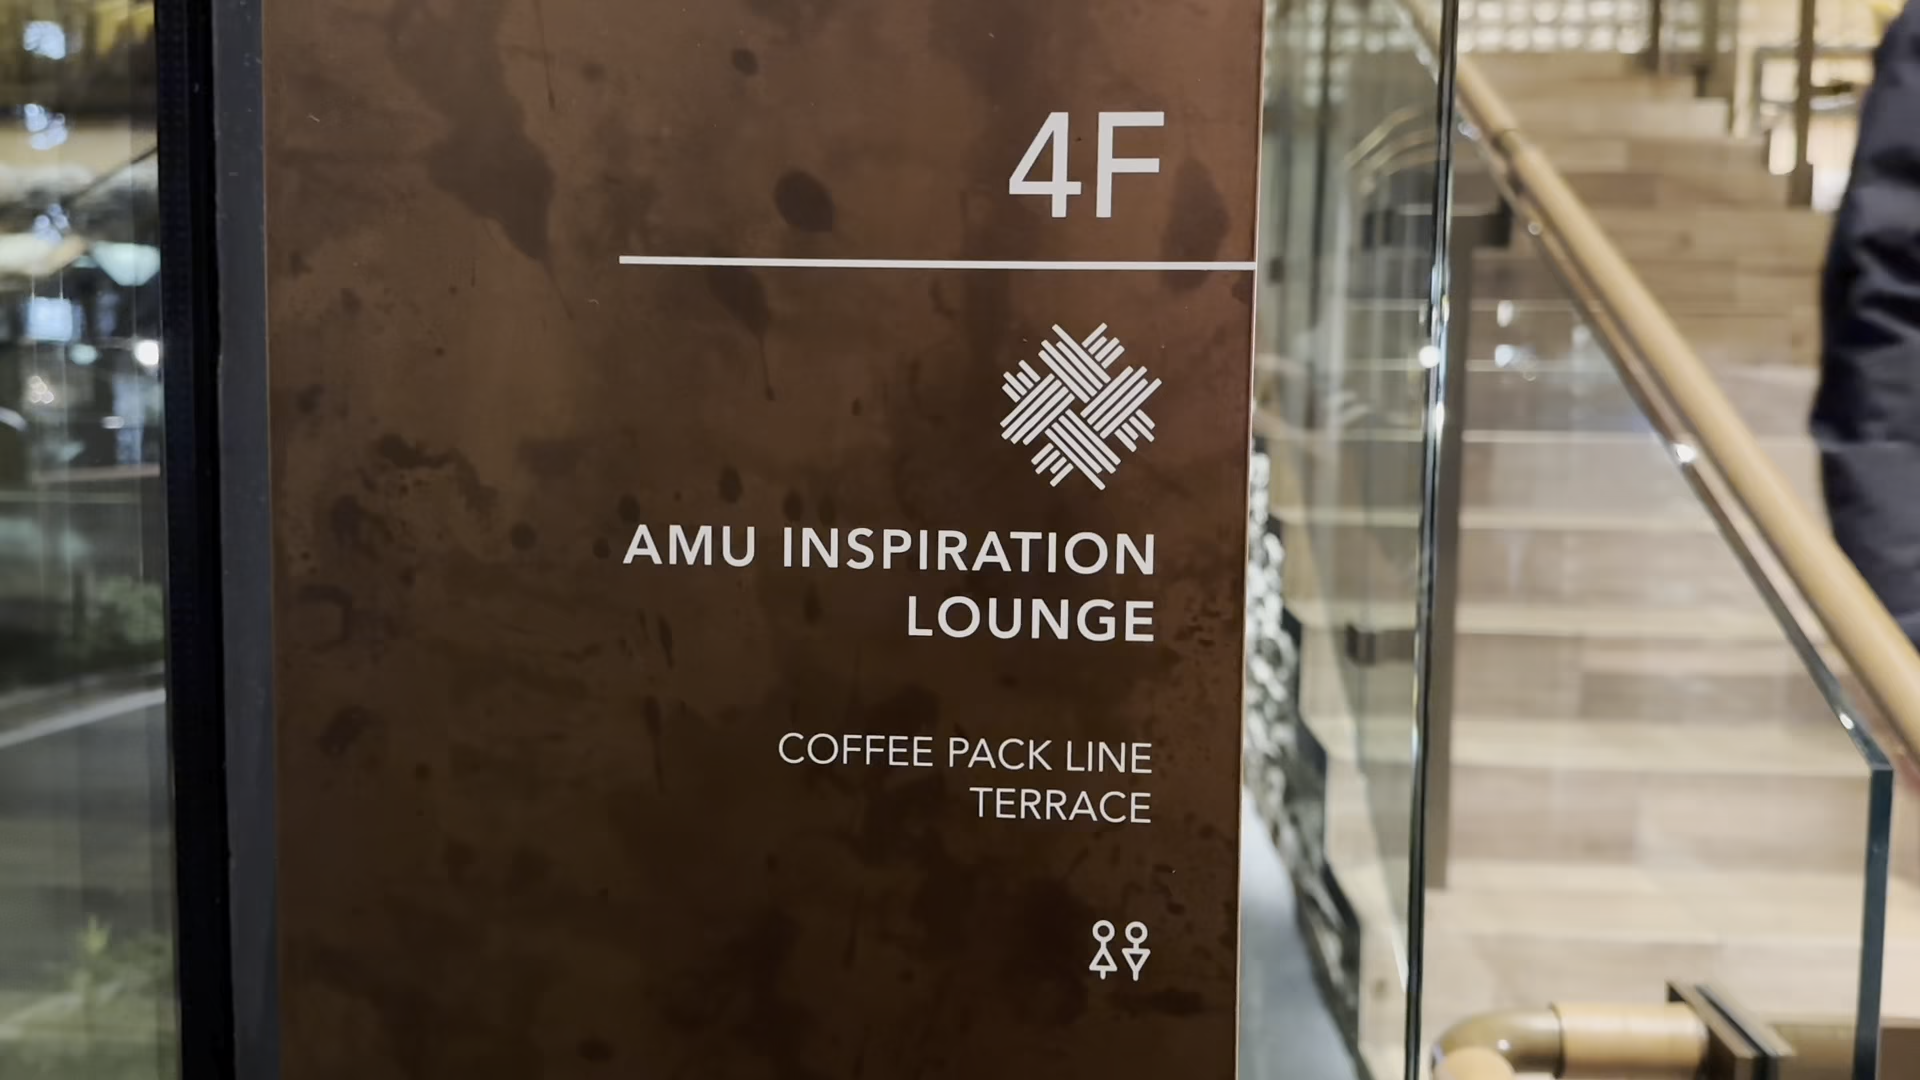 4F
AMU INSPIRATION
LOUNGE
COFFEE PACK LINE
TERRACE